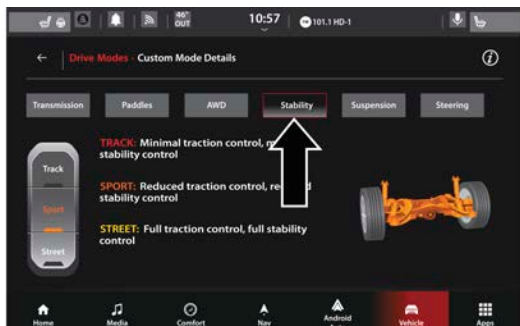 46°
OUT
10:57
101.1 HD-1
Drive Modes - Custom Mode Details
Transmission
Paddles
AWD
Stability
Suspension
Steering
TRACK: Minimal traction control,
stability control
SPORT: Reduced traction control,
stability control
STREET: Full traction control, full stability
control
Track
Sport
Street
Home
Media
Comfort
Nav
Android
Vehicle
Apps